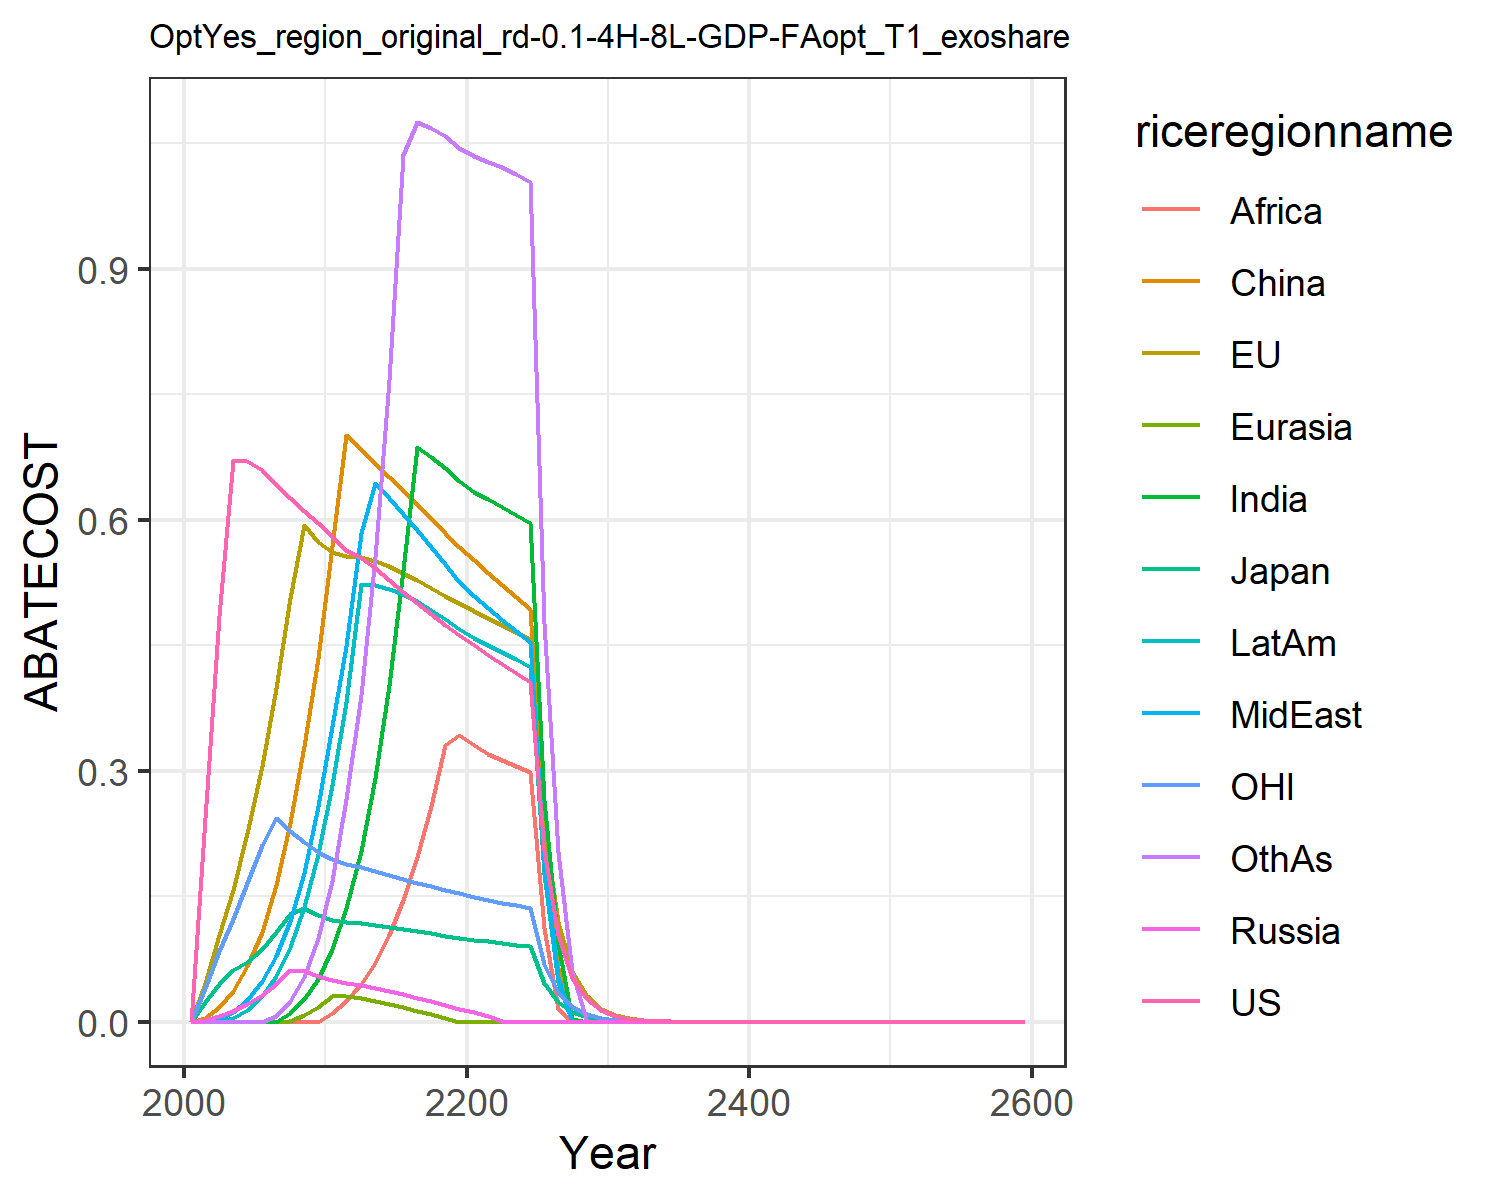 OptYes_region_original_rd-0.1-4H-8L-GDP-FAopt_T1_exoshare
ABATECOST
0.9
0.6
0.3
0.0
2000
2200
2400
2600
Year
riceregionname
Africa
China
EU
Eurasia
India
Japan
LatAm
MidEast
OHI
OthAs
Russia
US